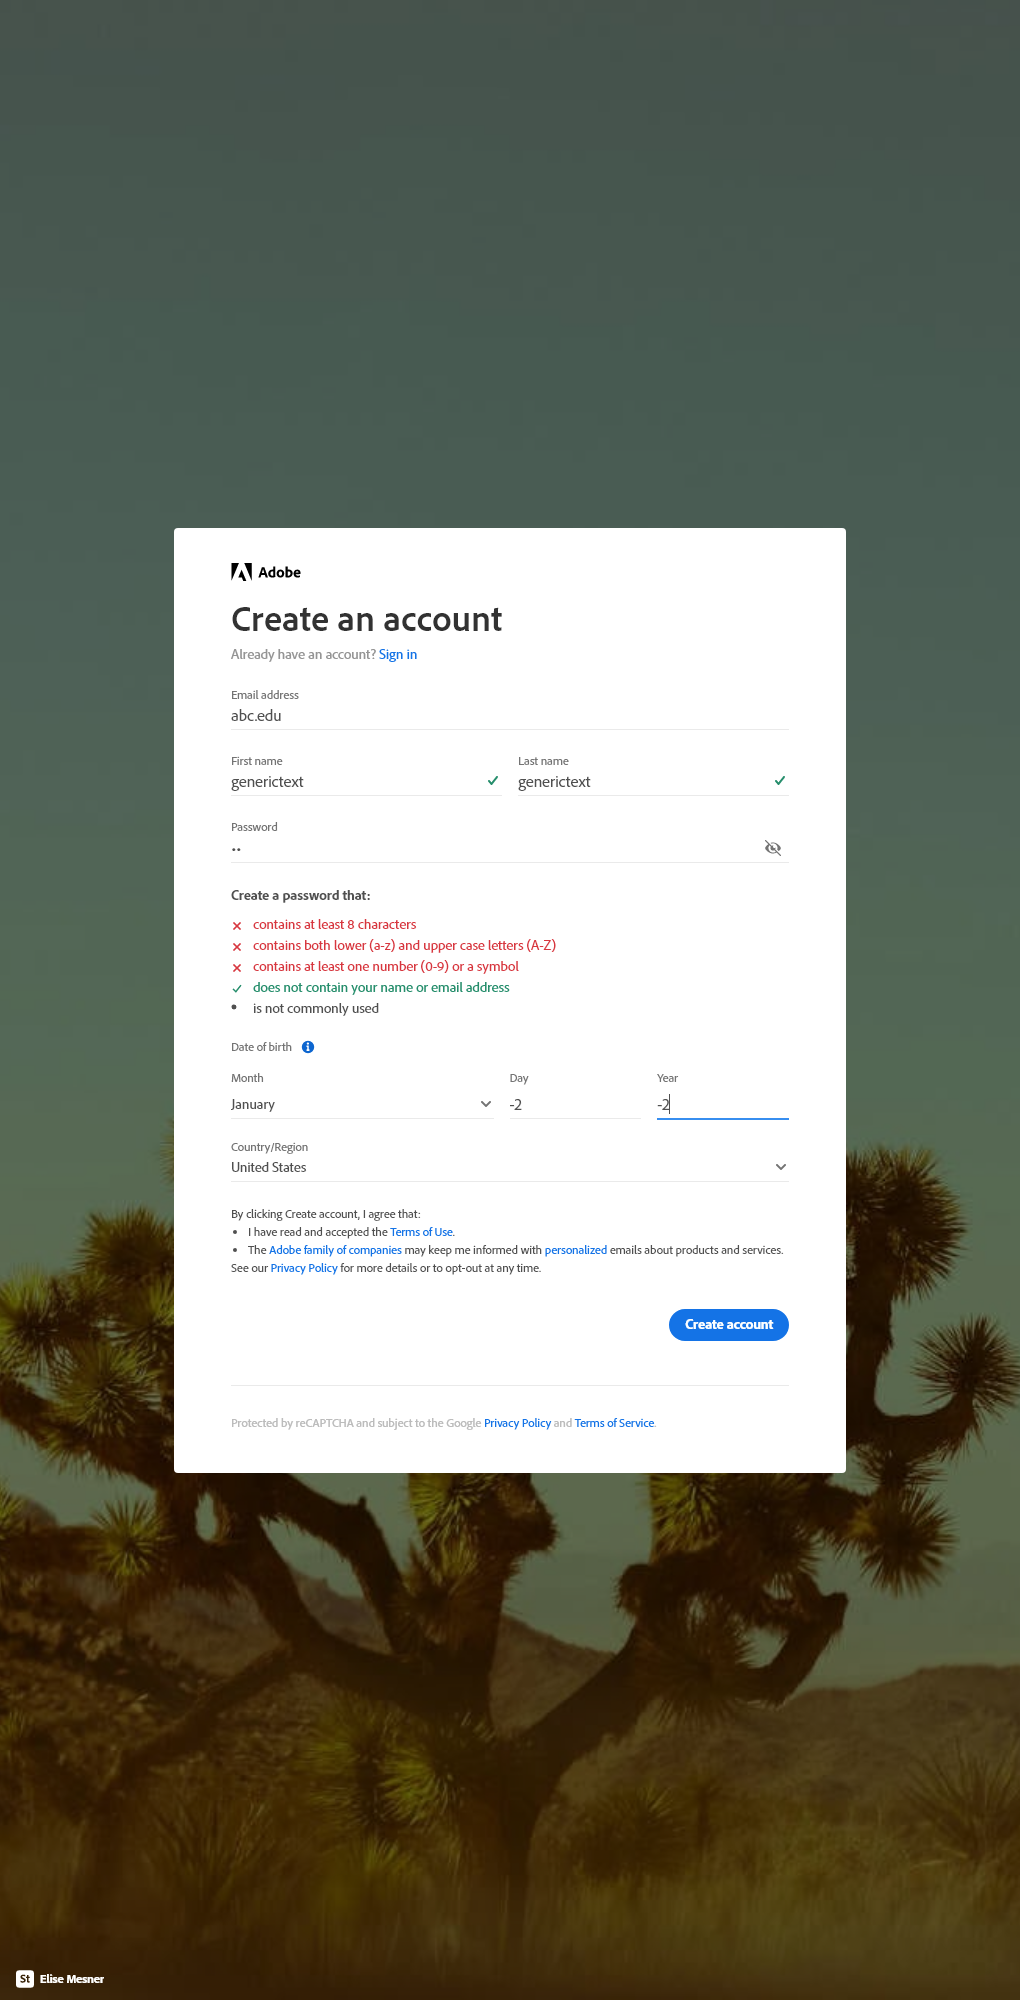 Adobe
Create an account
Already have an account? Sign in
Email address
abc.edu
First name
Last name
generictext
generictext
Password
••
Create a password that:
contains at least 8 characters
contains both lower (a-z) and upper case letters (A-Z)
contains at least one number (0-9) or a symbol
does not contain your name or email address
is not commonly used
Date of birth
Month
Day
Year
January
-2
-2
Country/Region
United States
By clicking Create account, I agree that:
• I have read and accepted the Terms of Use.
• The Adobe family of companies may keep me informed with personalized emails about products and services.
See our Privacy Policy for more details or to opt-out at any time.
Create account
Protected by reCAPTCHA and subject to the Google Privacy Policy and Terms of Service.
St Elise Mesner